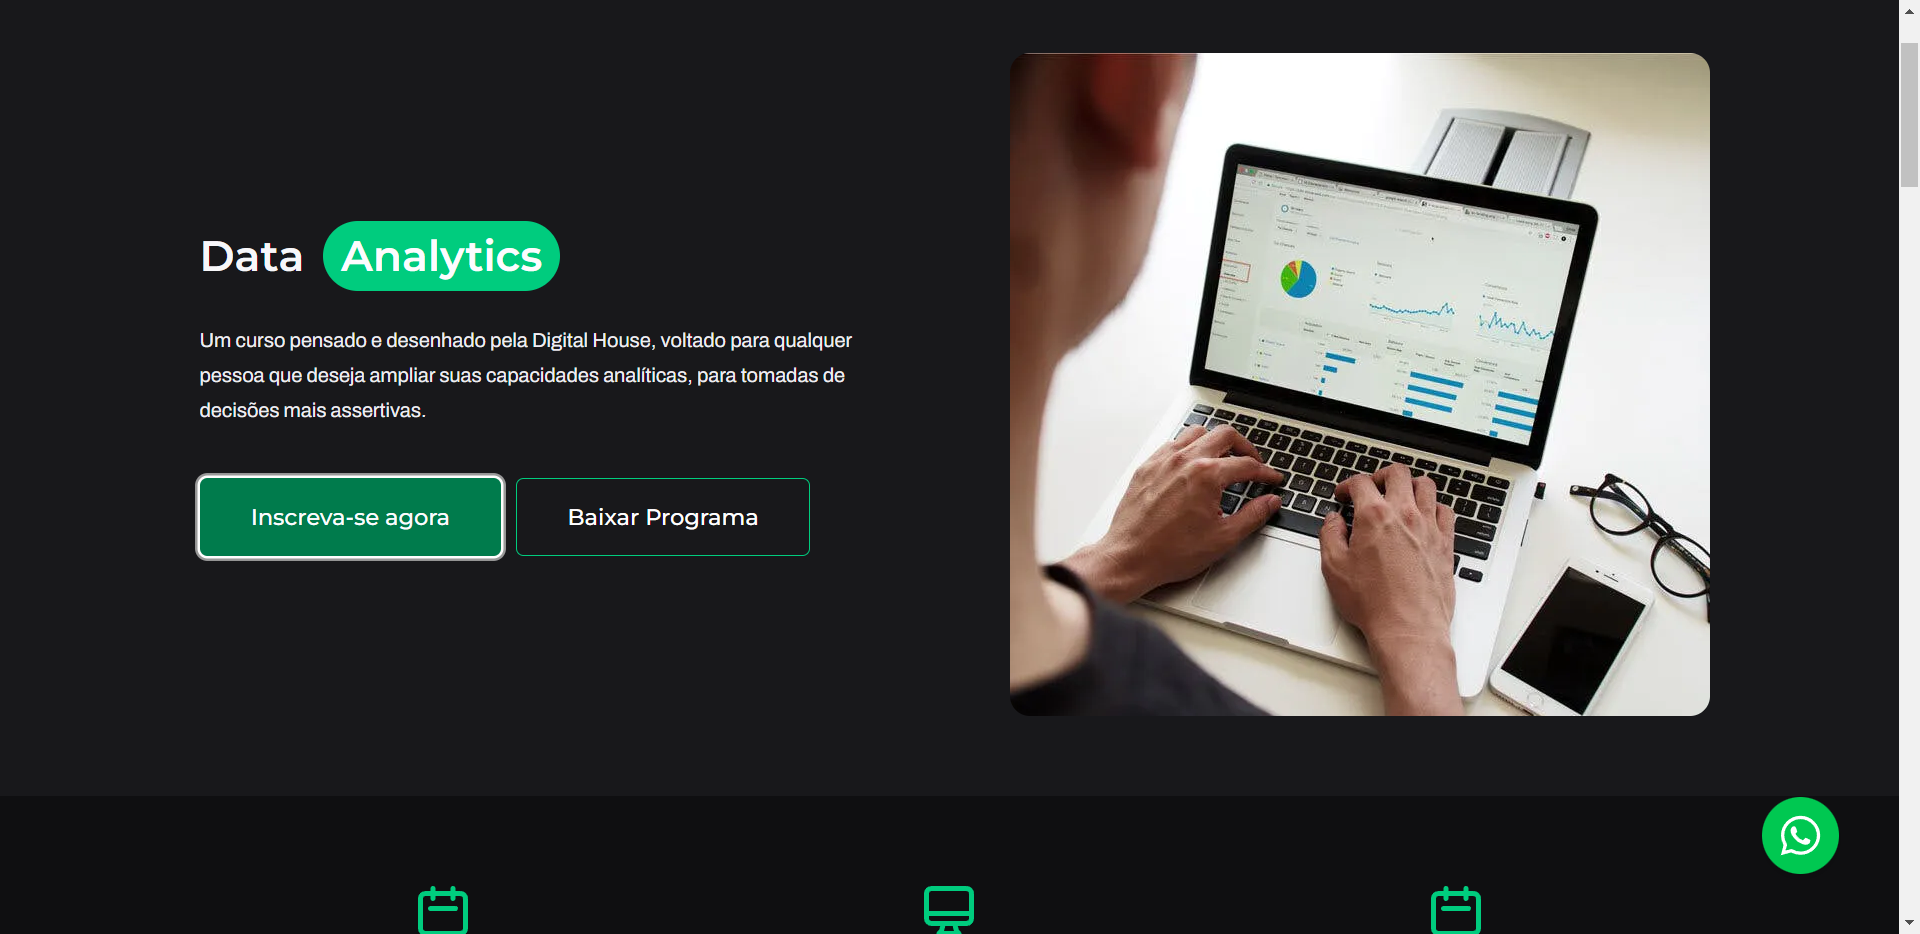 Data Analytics
Um curso pensado e desenhado pela Digital House, voltado para qualquer
pessoa que deseja ampliar suas capacidades analíticas, para tomadas de
decisões mais assertivas.
Inscreva-se agora
Baixar Programa